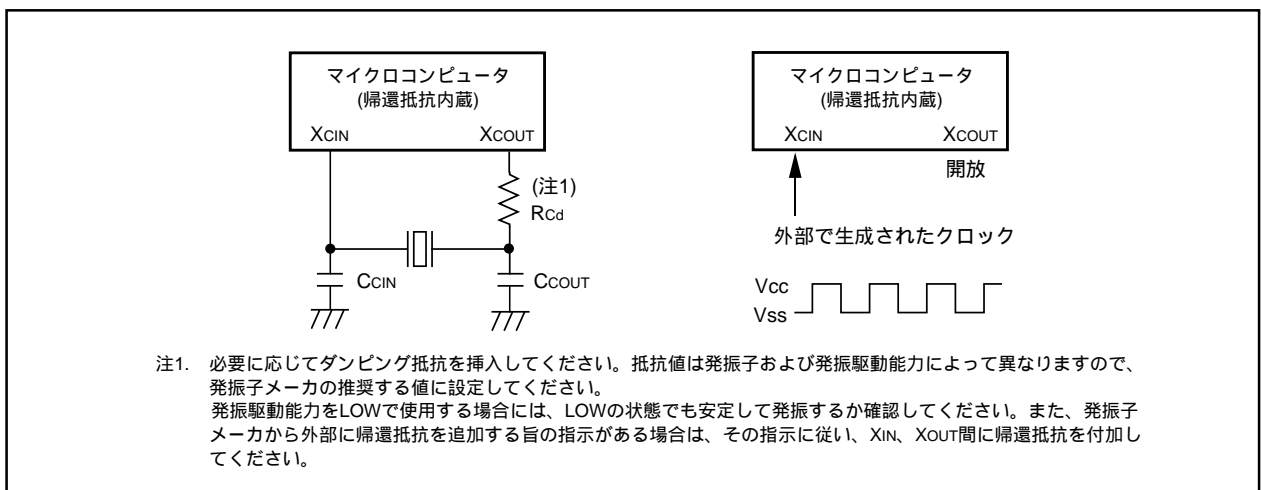 マイクロコンピュータ
(帰還抵抗内蔵)
XCIN
XCOUT
(注1)
RCd
CCIN
CCOUT
マイクロコンピュータ
(帰還抵抗内蔵)
XCIN
XCOUT
開放
外部で生成されたクロック
Vcc
Vss
注1. 必要に応じてダンピング抵抗を挿入してください。抵抗値は発振子および発振駆動能力によって異なりますので、
発振子メーカの推奨する値に設定してください。
発振駆動能力をLOWで使用する場合には、LOWの状態でも安定して発振するか確認してください。また、発振子
メーカから外部に帰還抵抗を追加する旨の指示がある場合は、その指示に従い、XIN、XOUT間に帰還抵抗を付加し
てください。